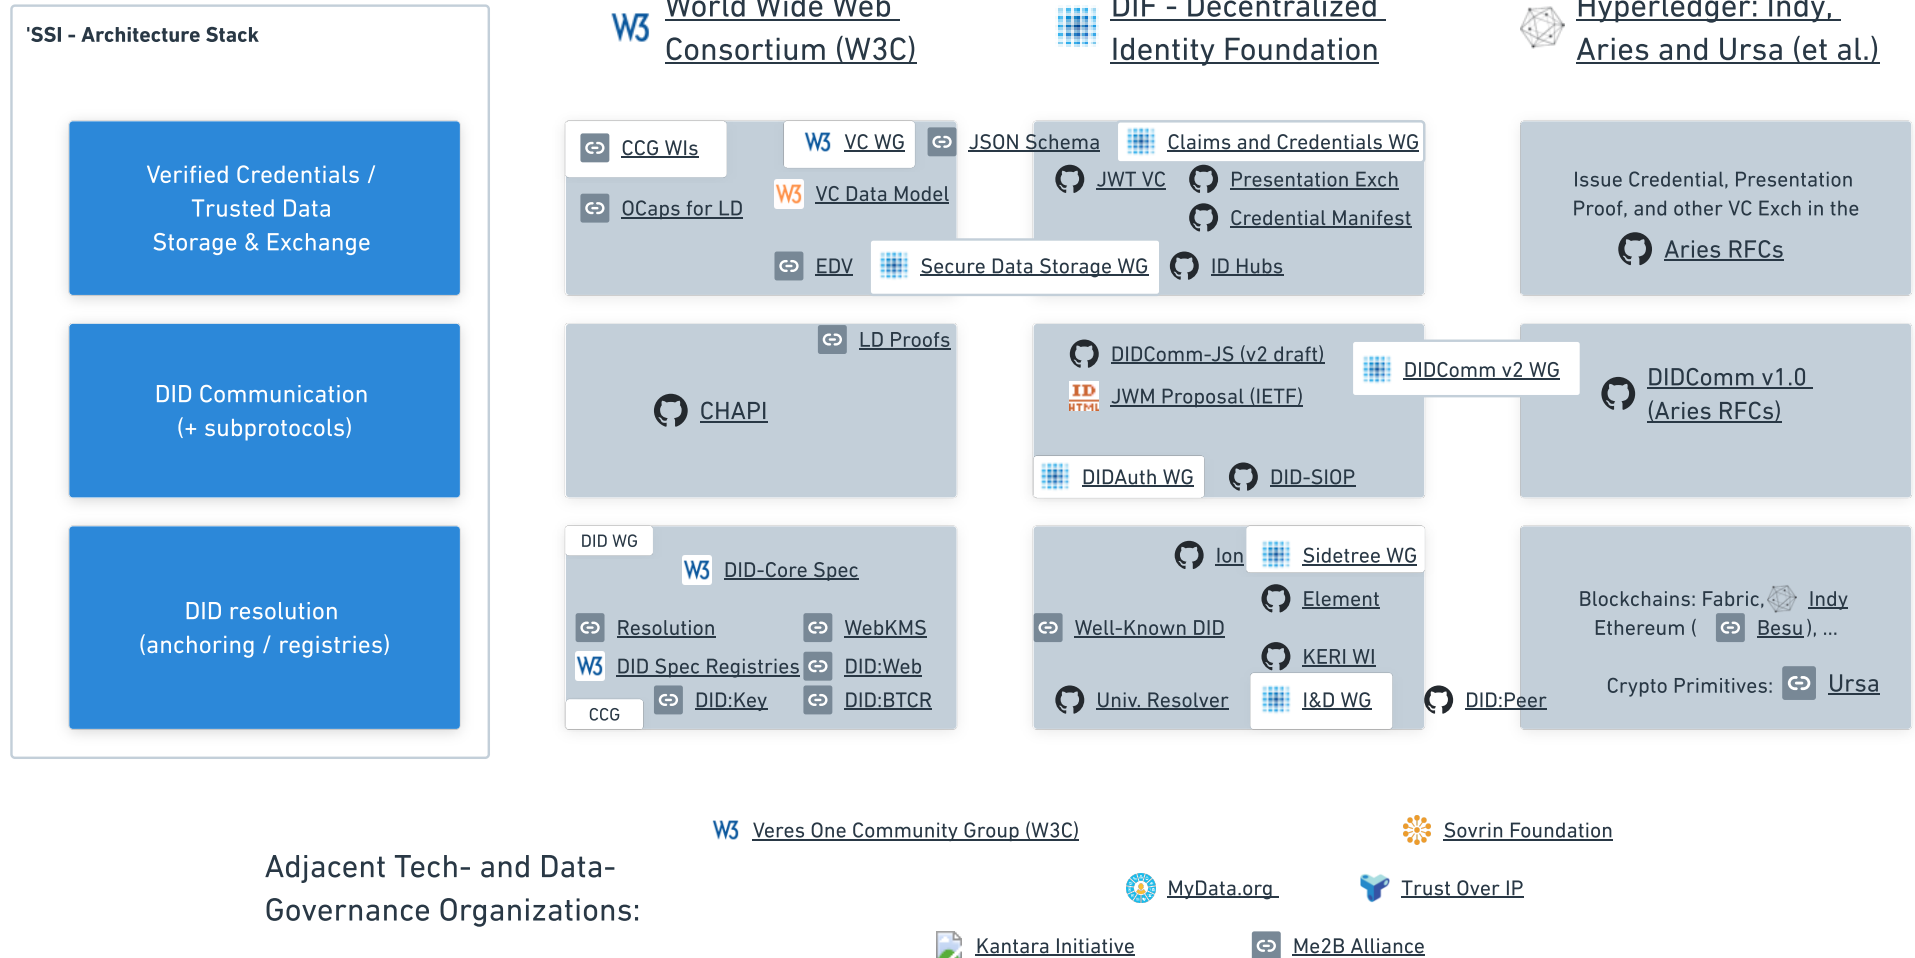 'SSI - Architecture Stack
World Wide Web
Consortium (W3C)
DIF - Decentralized
Identity Foundation
Hyperledger: Indy,
Aries and Ursa (et al.)
Verified Credentials /
Trusted Data
Storage & Exchange
CCG WIs
W3 VC WG
JSON Schema
Claims and Credentials WG
OCaps for LD
W3 VC Data Model
JWT VC
Presentation Exch
Credential Manifest
EDV
Secure Data Storage WG
ID Hubs
Issue Credential, Presentation
Proof, and other VC Exch in the
Aries RFCs
DID Communication
(+ subprotocols)
LD Proofs
CHAPI
DIDComm-JS (v2 draft)
ID HTML JWM Proposal (IETF)
DIDComm v2 WG
DIDAuth WG
DID-SIOP
DIDComm v1.0
(Aries RFCs)
DID resolution
(anchoring / registries)
DID WG
W3 DID-Core Spec
Resolution
WebKMS
W3 DID Spec Registries
DID:Web
DID:Key
DID:BTCR
CCG
Ion
Sidetree WG
Element
Well-Known DID
KERI WI
Univ. Resolver
I&D WG
DID:Peer
Blockchains: Fabric, Indy
Ethereum ( Besu), ...
Crypto Primitives: Ursa
Adjacent Tech- and Data-
Governance Organizations:
W3 Veres One Community Group (W3C)
Sovrin Foundation
MyData.org
Trust Over IP
Kantara Initiative
Me2B Alliance